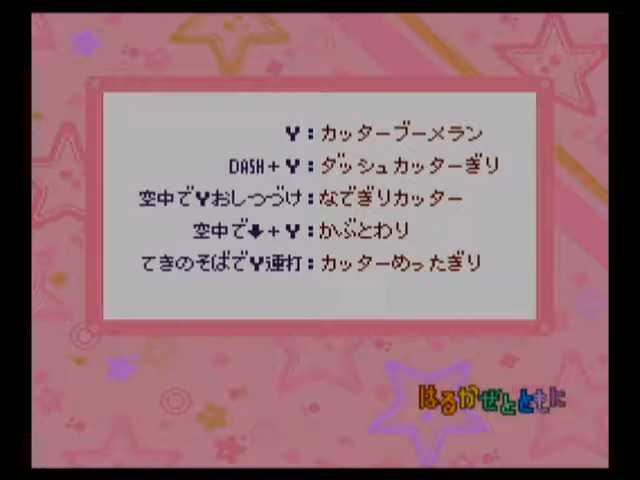 Y：カッターブーメラン
DASH＋Y：ダッシュカッターぎり
空中でYおしつづけ：なでぎりカッター
空中で↓＋Y：かぶとわり
てきのそばでY連打：カッターめったぎり
はるかぜとともに